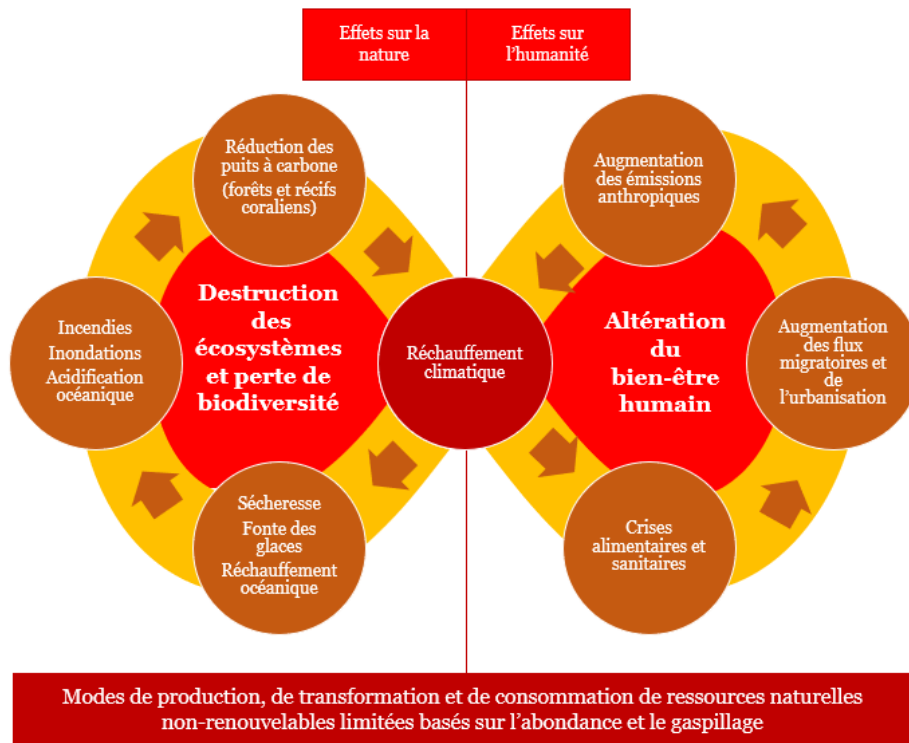 Effets sur la
nature
Effets sur
l'humanité
Réduction des
puits à carbone
(forêts et récifs
coraliens)
Augmentation
des émissions
anthropiques
Incendies
Inondations
Acidification
océanique
Destruction
des
écosystèmes
et perte de
biodiversité
Réchauffement
climatique
Altération
du
bien-être
humain
Augmentation
des flux
migratoires et
de
l'urbanisation
Sécheresse
Fonte des
glaces
Réchauffement
océanique
Crises
alimentaires et
sanitaires
Modes de production, de transformation et de consommation de ressources naturelles
non-renouvelables limitées basés sur l'abondance et le gaspillage